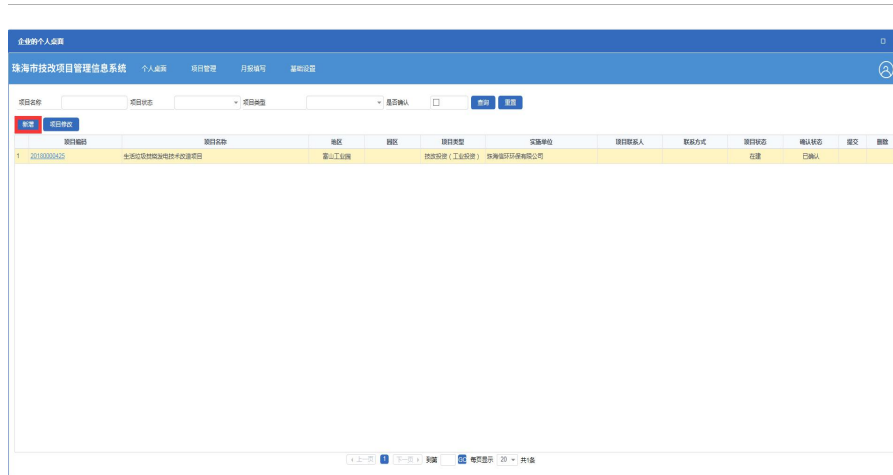 企业的个人桌面
珠海市技改项目管理信息系统 个人桌面 项目管理 月报填写 基础设置
项目名称 项目状态 项目类型 是否确认 查询 重置
新增 项目修改
项目编码 项目名称 地区 园区 项目类型 实施单位 项目联系人 联系方式 项目状态 确认状态 提交 删除
1 20180000425 生活垃圾焚烧发电技术改造项目 富山工业园 技改投资(工业投资) 珠海信环环保有限公司 在建 已确认
上一页 1 下一页 到第 GO 每页显示 20 共1条